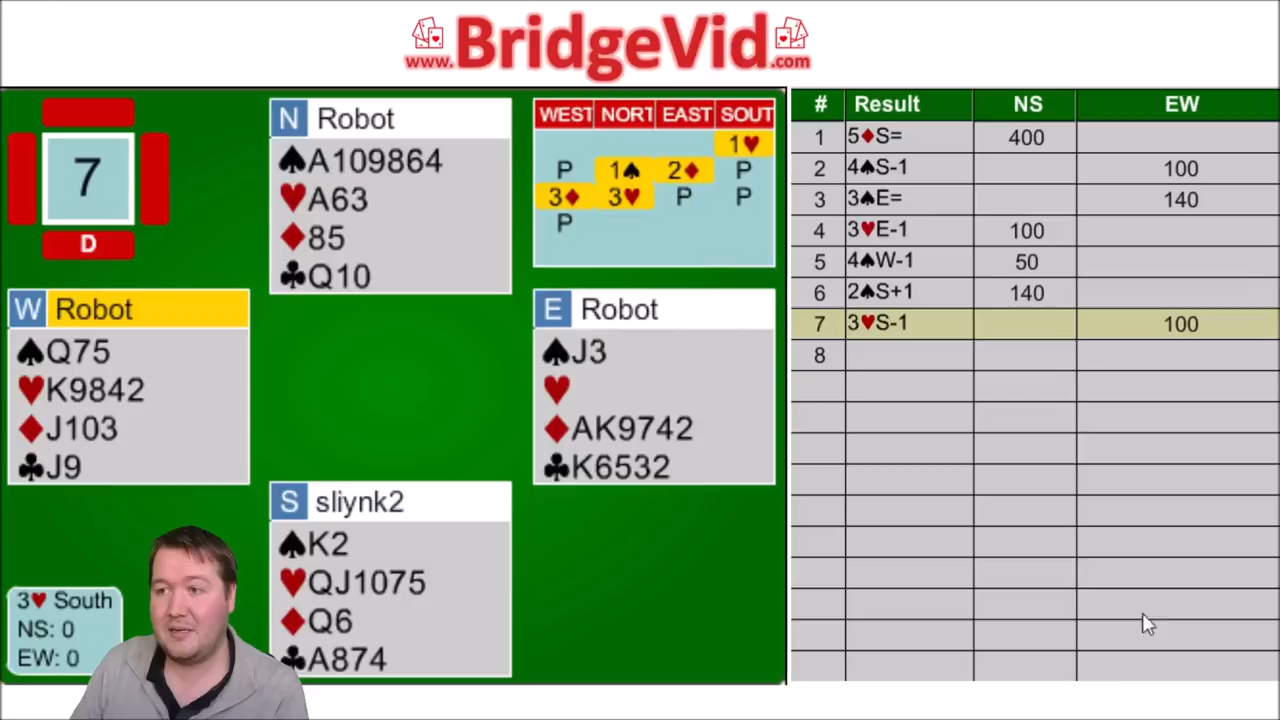 www.BridgeVid.com
7
D
N Robot
♠A109864
♥A63
♦85
♣Q10
WEST NORT EAST SOUT
1♥
P 1♠ 2♦ P
3♦ 3♥ P P
P
W Robot
♠Q75
♥K9842
♦J103
♣J9
E Robot
♠J3
♥
♦AK9742
♣K6532
S sliynk2
♠K2
♥QJ1075
♦Q6
♣A874
3♥ South
NS: 0
EW: 0
# Result NS EW
1 5♦S= 400
2 4♠S-1 100
3 3♠E= 140
4 3♥E-1 100
5 4♠W-1 50
6 2♠S+1 140
7 3♥S-1 100
8